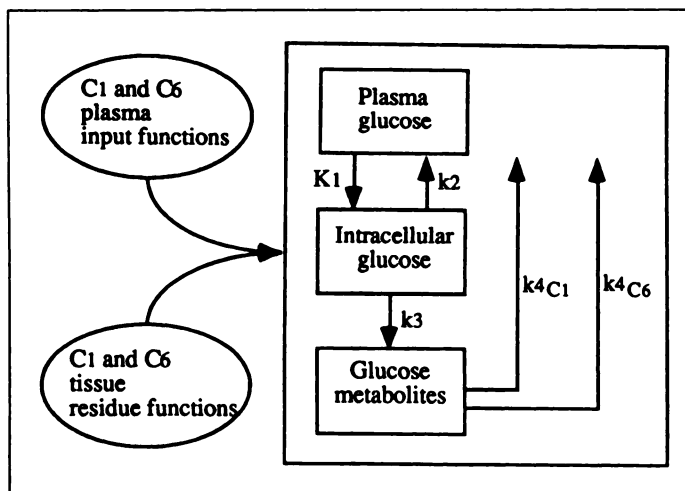 C1 and C6
plasma
input functions
Plasma
glucose
K1
k2
Intracellular
glucose
k4C1
k4C6
k3
C1 and C6
tissue
residue functions
Glucose
metabolites